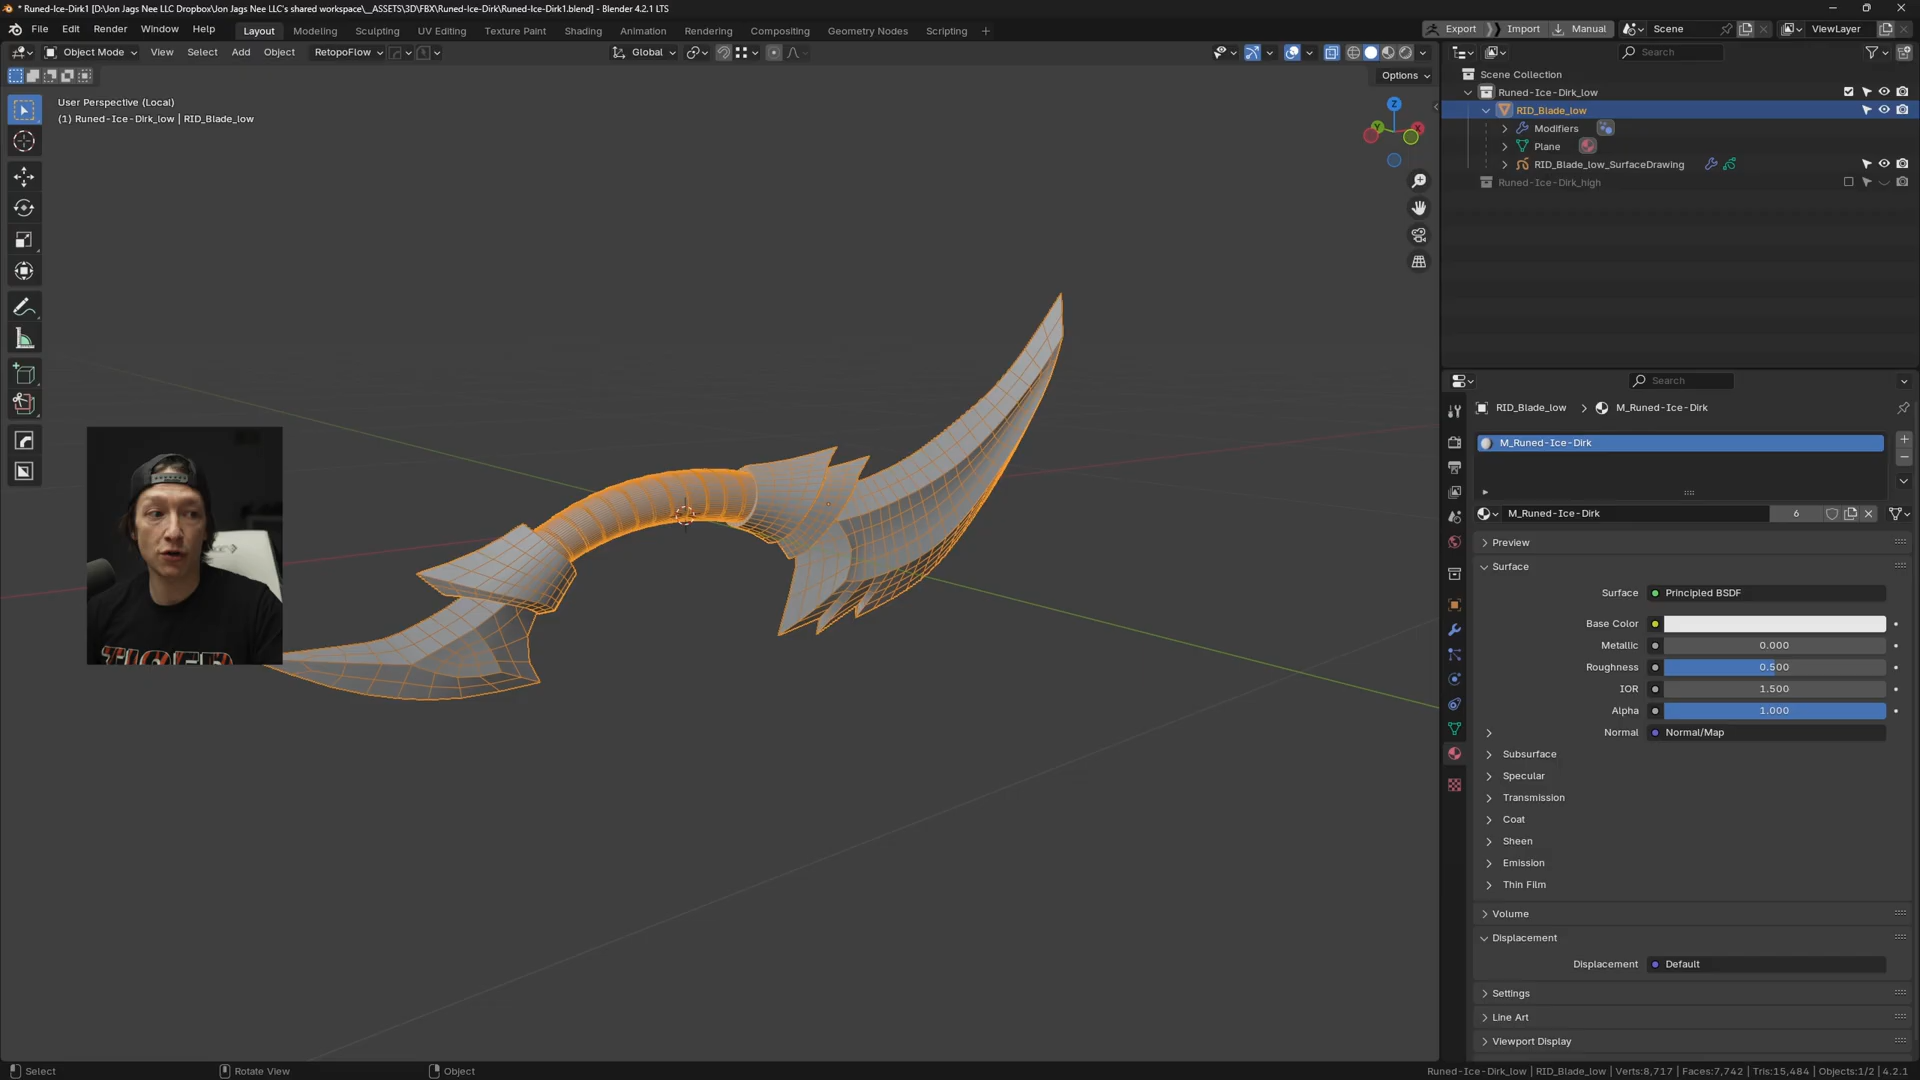 * Runed-Ice-Dirk1 [D:\Jon Jags Nee LLC Dropbox\Jon Jags Nee LLC's shared workspace\__ASSETS\3D\FBX\Runed-Ice-Dirk\Runed-Ice-Dirk1.blend] - Blender 4.2.1 LTS
File Edit Render Window Help Layout Modeling Sculpting UV Editing Texture Paint Shading Animation Rendering Compositing Geometry Nodes Scripting + Export Import Manual Scene ViewLayer
Object Mode View Select Add Object RetopoFlow Global Search
Options
User Perspective (Local)
(1) Runed-Ice-Dirk_low | RID_Blade_low
Z
Y
X
Scene Collection
Runed-Ice-Dirk_low
RID_Blade_low
Modifiers
Plane
RID_Blade_low_SurfaceDrawing
Runed-Ice-Dirk_high
Search
RID_Blade_low > M_Runed-Ice-Dirk
M_Runed-Ice-Dirk
M_Runed-Ice-Dirk 6
Preview
Surface
Surface Principled BSDF
Base Color
Metallic 0.000
Roughness 0.500
IOR 1.500
Alpha 1.000
Normal Normal/Map
Subsurface
Specular
Transmission
Coat
Sheen
Emission
Thin Film
Volume
Displacement
Displacement Default
Settings
Line Art
Viewport Display
Select Rotate View Object Runed-Ice-Dirk_low | RID_Blade_low | Verts:8,717 | Faces:7,742 | Tris:15,484 | Objects:1/2 | 4.2.1